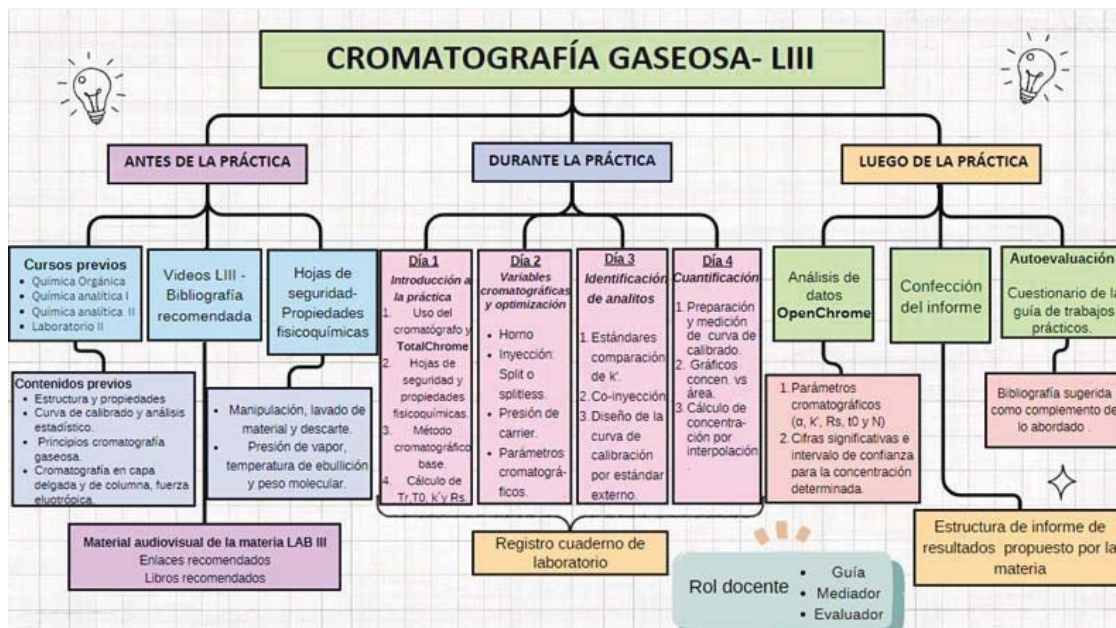 CROMATOGRAFÍA GASEOSA- LIII
ANTES DE LA PRÁCTICA
DURANTE LA PRÁCTICA
LUEGO DE LA PRÁCTICA
Cursos previos
• Química Orgánica
• Química analítica I
• Química analítica II
• Laboratorio II
Videos LIII -
Bibliografía
recomendada
Hojas de
seguridad-
Propiedades
fisicoquímicas
Contenidos previos
• Estructura y propiedades
• Curva de calibrado y análisis
estadístico.
• Principios cromatografía
gaseosa.
• Cromatografía en capa
delgada y de columna, fuerza
eluotrópica.
• Manipulación, lavado de
material y descarte.
• Presión de vapor,
temperatura de ebullición
y peso molecular.
Material audiovisual de la materia LAB III
Enlaces recomendados
Libros recomendados
Día 1
Introducción a
la práctica
1. Uso del
cromatógrafo y
TotalChrome
2. Hojas de
seguridad y
propiedades
fisicoquímicas.
3. Método
cromatográfico
base.
4. Cálculo de
Tr,T0, k´y Rs.
Día 2
Variables
cromatográficas y
optimización
• Horno
• Inyección:
Split o
splitless.
• Presión de
carrier.
• Parámetros
cromatográ-
ficos.
Día 3
Identificación
de analitos
1. Estándares
comparación
de k'.
2. Co-inyección
3. Diseño de la
curva de
calibración
por estándar
externo.
Día 4
Cuantificación
1. Preparación
y medición
de curva de
calibrado.
2. Gráficos
concen. vs
área.
3. Cálculo de
concentra-
ción por
interpolación
.
Registro cuaderno de
laboratorio
Análisis de
datos
OpenChrome
Confección
del informe
Autoevaluación
Cuestionario de la
guía de trabajos
prácticos.
1. Parámetros
cromatográficos
(α, k', Rs, t0 y N)
2. Cifras significativas e
intervalo de confianza
para la concentración
determinada.
Bibliografía sugerida
como complemento de
lo abordado .
Estructura de informe de
resultados propuesto por la
materia
Rol docente
• Guía
• Mediador
• Evaluador